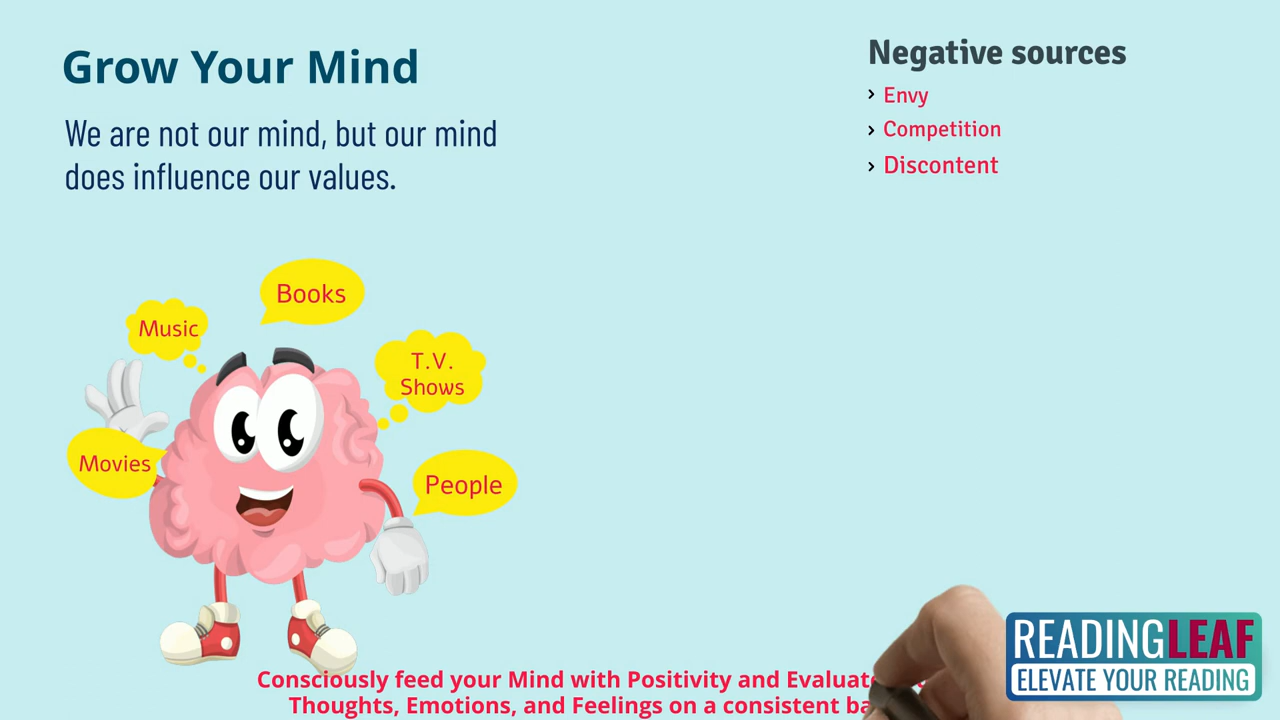 Grow Your Mind
We are not our mind, but our mind
does influence our values.
Negative sources
Envy
Competition
Discontent
Books
Music
T.V.
Shows
Movies
People
Consciously feed your Mind with Positivity and
Thoughts, Emotions, and Feelings on a consistent
READINGLEAF
ELEVATE YOUR READING